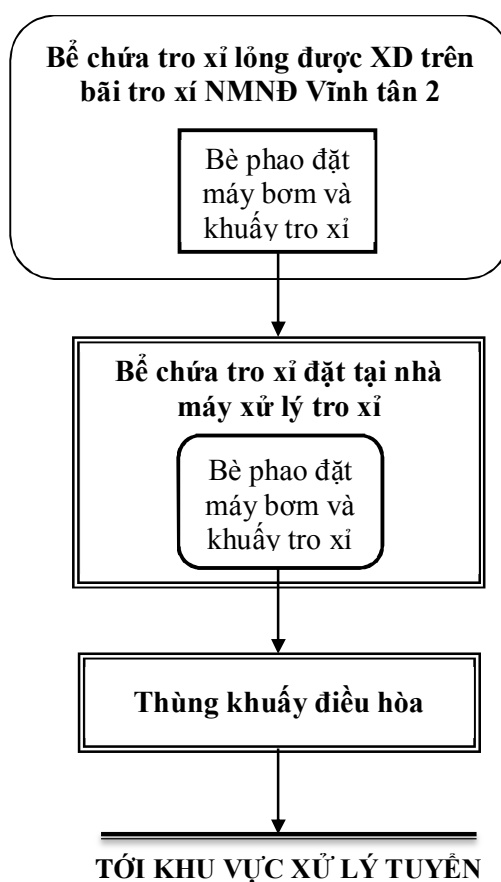 Bể chứa tro xỉ lỏng được XD trên
bãi tro xí NMNĐ Vĩnh tân 2
Bè phao đặt
máy bơm và
khuấy tro xỉ
Bể chứa tro xỉ đặt tại nhà
máy xử lý tro xỉ
Bè phao đặt
máy bơm và
khuấy tro xỉ
Thùng khuấy điều hòa
TỚI KHU VỰC XỬ LÝ TUYỂN